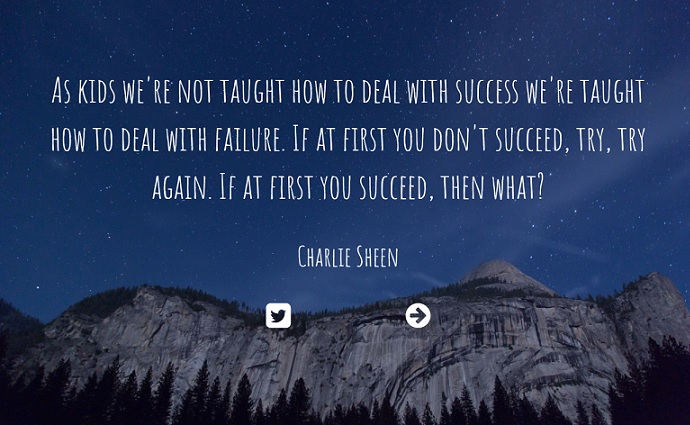 As kids we're not taught how to deal with success we're taught
how to deal with failure. If at first you don't succeed, try, try
again. If at first you succeed, then what?
Charlie Sheen